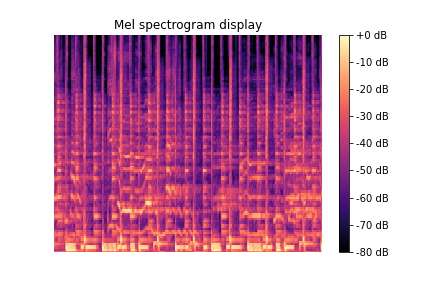 Mel spectrogram display
+0 dB
-10 dB
-20 dB
-30 dB
-40 dB
-50 dB
-60 dB
-70 dB
-80 dB